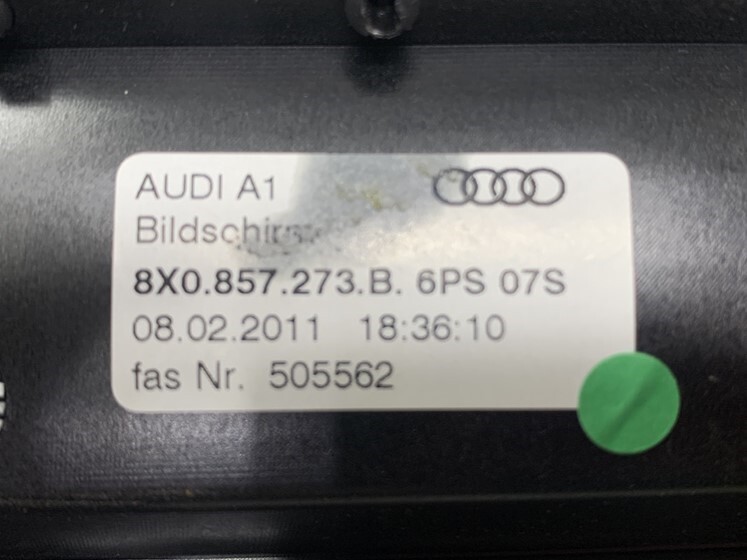 AUDI A1
8X0.857.273.B. 6PS 07S
08.02.2011 18:36:10
fas Nr. 505562